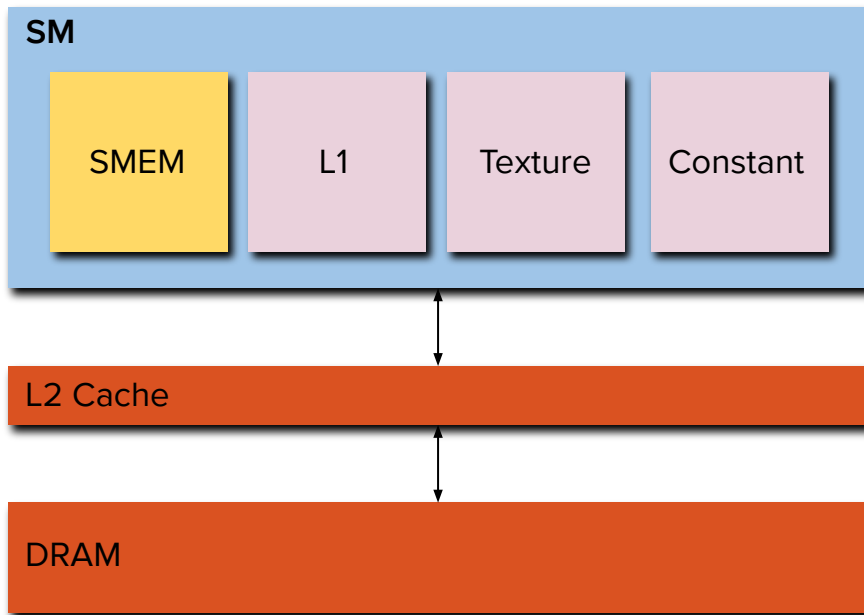 SM
SMEM
L1
Texture
Constant
L2 Cache
DRAM